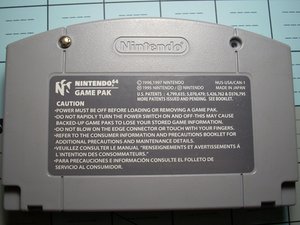 Nintendo
NINTENDO 64
GAME PAK
© 1996,1997 NINTENDO NUS-USA/CAN-1
© 1995 NINTENDO
U.S. PATENTS : 4,799,635; 5,070,479; 5,426,762 & D376,795
MORE PATENTS ISSUED AND PENDING. SEE BOOKLET.
CAUTION
•POWER MUST BE OFF BEFORE LOADING OR REMOVING A GAME PAK.
•DO NOT RAPIDLY TURN THE POWER SWITCH ON AND OFF-THIS MAY CAUSE
BACKED-UP GAME PAKS TO LOSE YOUR STORED GAME INFORMATION.
•DO NOT BLOW ON THE EDGE CONNECTOR OR TOUCH WITH YOUR FINGERS.
•REFER TO THE CONSUMER INFORMATION AND PRECAUTIONS BOOKLET FOR
ADDITIONAL PRECAUTIONS AND MAINTENANCE DETAILS.
•VEUILLEZ CONSULTER LE MANUAL "RENSEIGNEMENTS ET AVERTISSEMENTS À
L'INTENTION DES CONSOMMATEURS."
•PARA PRECAUCIONES E INFORMACION CONSULTE EL FOLLETO DE
SERVICIO AL CONSUMIDOR.